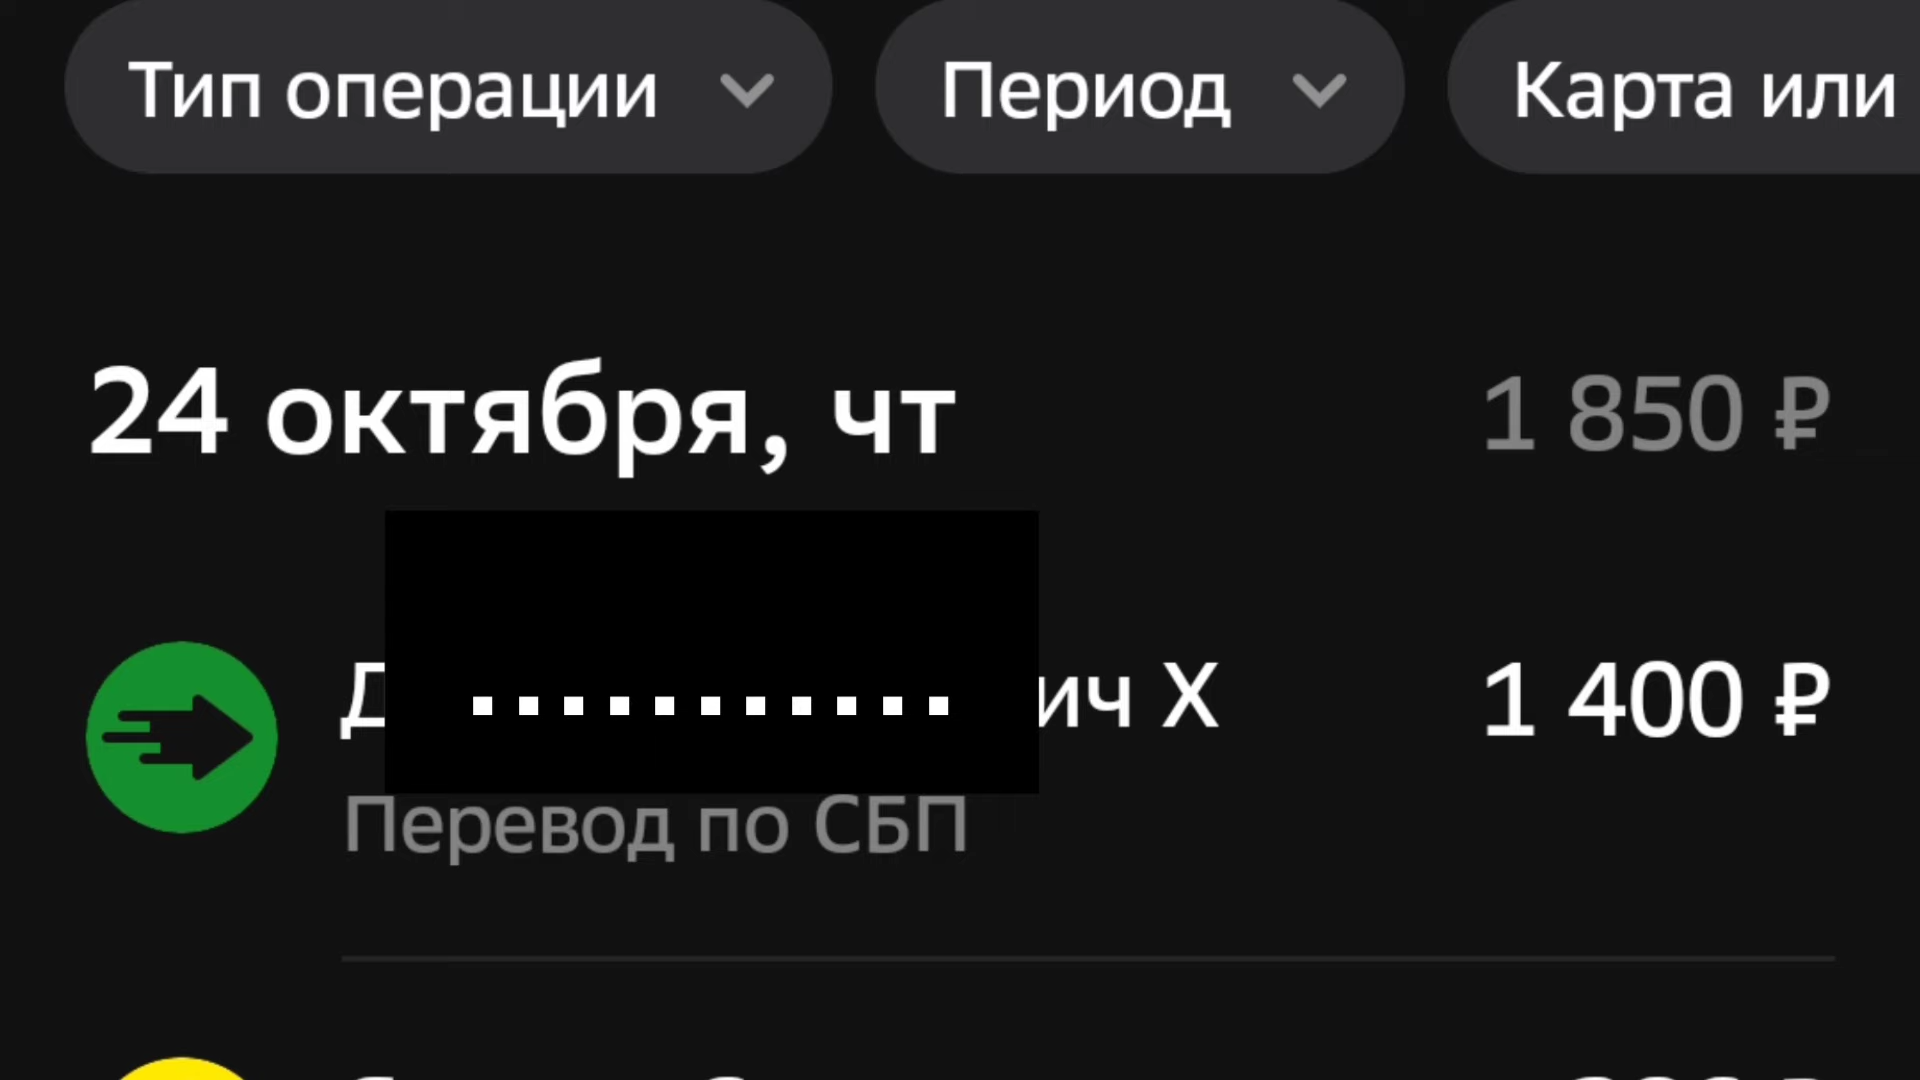 Тип операции
Период
Карта или
24 октября, чт
1 850 ₽
Д ...........ич Х
1 400 ₽
Перевод по СБП